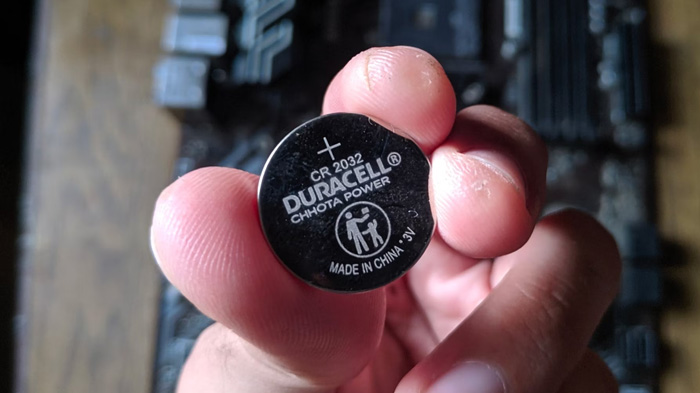 +
CR 2032
DURACELL®
CHHOTA POWER
MADE IN CHINA * 3V